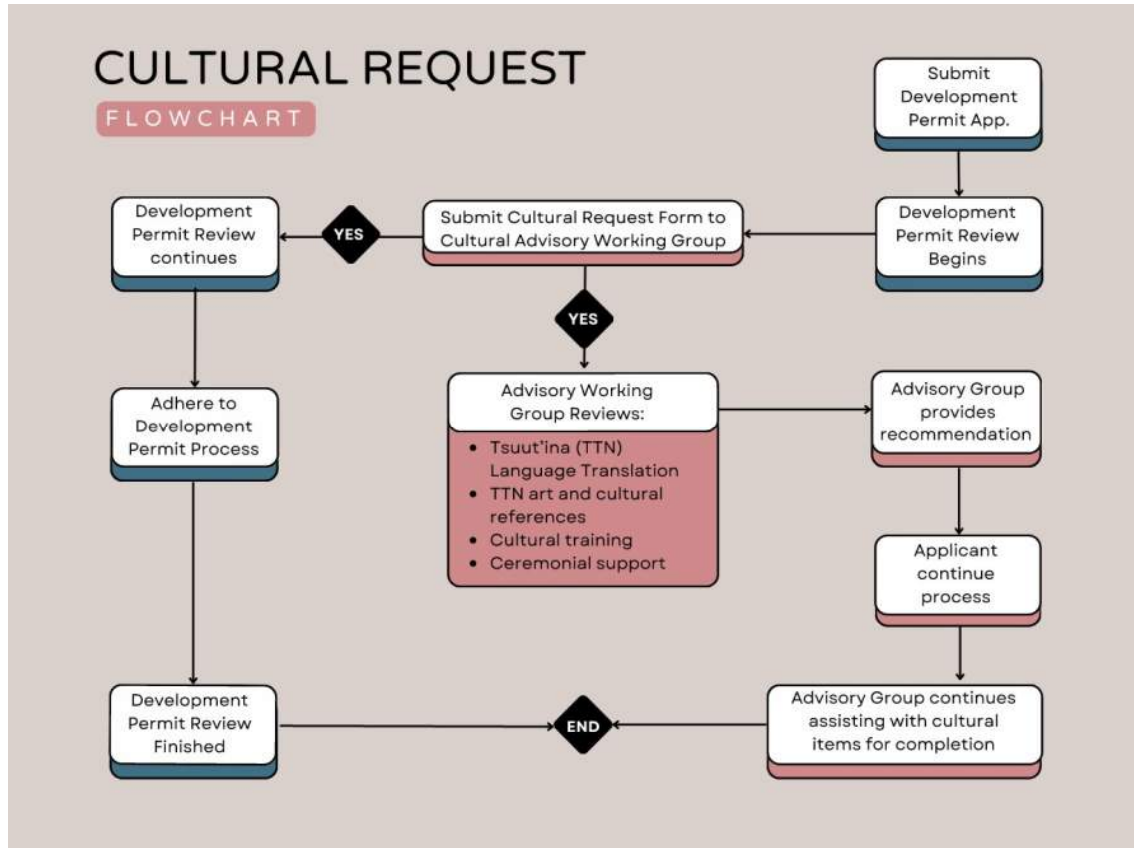 CULTURAL REQUEST
FLOWCHART
Submit
Development
Permit App.
Development
Permit Review
Begins
Submit Cultural Request Form to
Cultural Advisory Working Group
YES
Development
Permit Review
continues
Adhere to
Development
Permit Process
Development
Permit Review
Finished
YES
Advisory Working
Group Reviews:
• Tsuut'ina (TTN)
Language Translation
• TTN art and cultural
references
• Cultural training
• Ceremonial support
Advisory Group
provides
recommendation
Applicant
continue
process
Advisory Group continues
assisting with cultural
items for completion
END